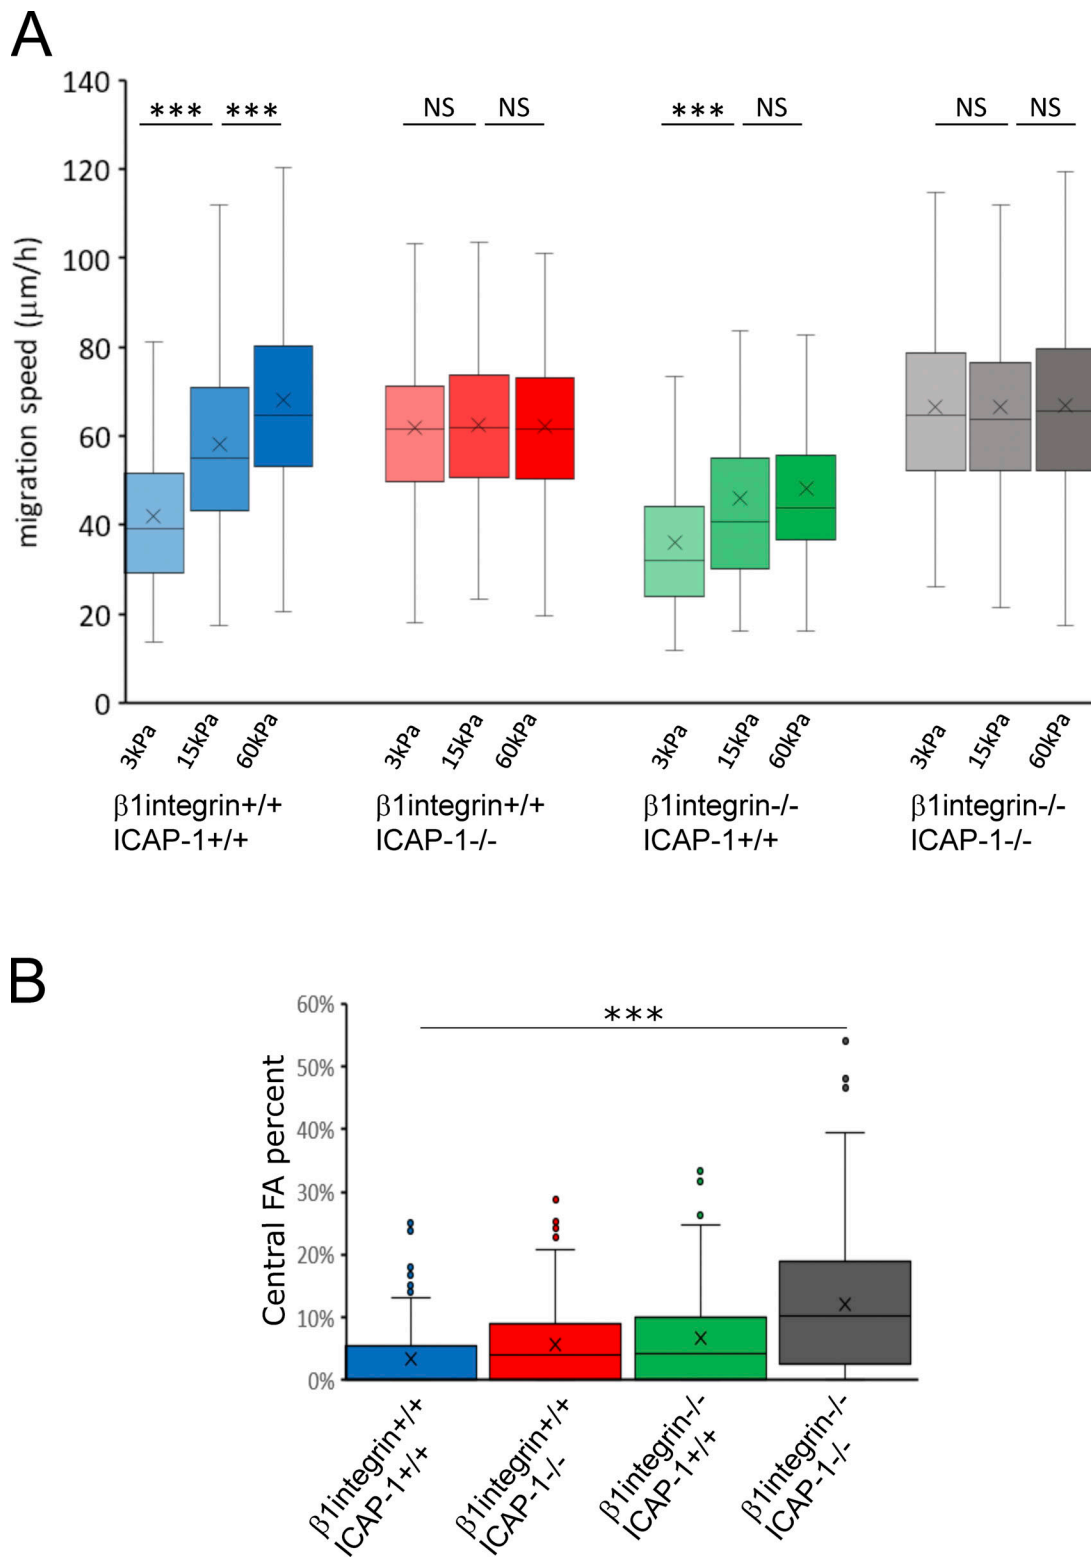 A
140
120
100
80
60
40
20
0
migration speed (μm/h)
*** *** NS NS *** NS NS NS
3kPa 15kPa 60kPa 3kPa 15kPa 60kPa 3kPa 15kPa 60kPa 3kPa 15kPa 60kPa
β1integrin+/+ β1integrin+/+ β1integrin-/- β1integrin-/-
ICAP-1+/+ ICAP-1-/- ICAP-1+/+ ICAP-1-/-
B
60%
50%
40%
30%
20%
10%
0%
Central FA percent
***
β1integrin+/+
ICAP-1+/+
β1integrin+/+
ICAP-1-/-
β1integrin-/-
ICAP-1+/+
β1integrin-/-
ICAP-1-/-